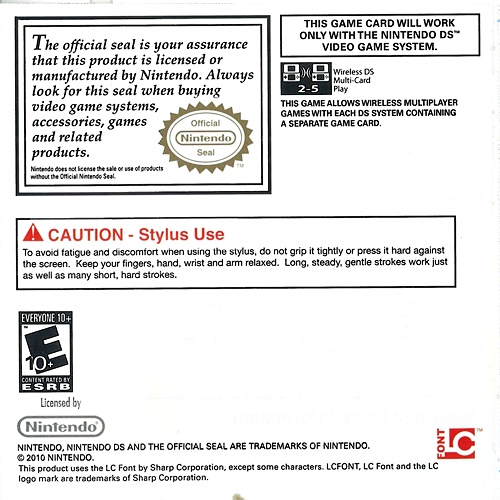 The official seal is your assurance
that this product is licensed or
manufactured by Nintendo. Always
look for this seal when buying
video game systems,
accessories, games
and related
products.
Official
Nintendo
Seal
TM
Nintendo does not license the sale or use of products
without the Official Nintendo Seal.
THIS GAME CARD WILL WORK
ONLY WITH THE NINTENDO DS™
VIDEO GAME SYSTEM.
2-5
Wireless DS
Multi-Card
Play
THIS GAME ALLOWS WIRELESS MULTIPLAYER
GAMES WITH EACH DS SYSTEM CONTAINING
A SEPARATE GAME CARD.
CAUTION - Stylus Use
To avoid fatigue and discomfort when using the stylus, do not grip it tightly or press it hard against
the screen. Keep your fingers, hand, wrist and arm relaxed. Long, steady, gentle strokes work just
as well as many short, hard strokes.
EVERYONE 10+
E
10+
CONTENT RATED BY
ESRB
Licensed by
Nintendo
NINTENDO, NINTENDO DS AND THE OFFICIAL SEAL ARE TRADEMARKS OF NINTENDO.
© 2010 NINTENDO.
This product uses the LC Font by Sharp Corporation, except some characters. LCFONT, LC Font and the LC
logo mark are trademarks of Sharp Corporation.
FONT
LC
™